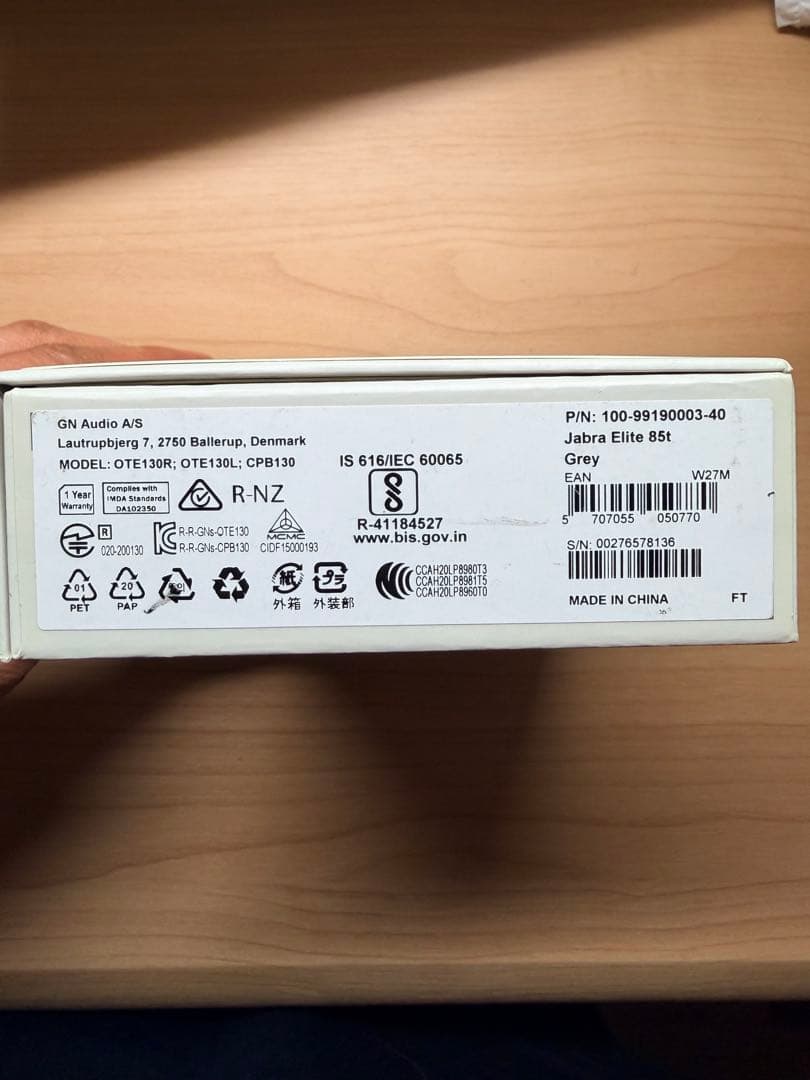 GN Audio A/S
Lautrupbjerg 7, 2750 Ballerup, Denmark
MODEL: OTE130R; OTE130L; CPB130
1 Year
Warranty
Complies with
IMDA Standards
DA102350
R-NZ
R
020-200130
R-R-GNs-OTE130
R-R-GNs-CPB130
MCMC
CIDF15000193
01
PET
20
PAP
紙
外箱
プラ
外装部
IS 616/IEC 60065
R-41184527
www.bis.gov.in
CCAH20LP8980T3
CCAH20LP8981T5
CCAH20LP8960T0
P/N: 100-99190003-40
Jabra Elite 85t
Grey
EAN
W27M
5 707055 050770
S/N: 00276578136
MADE IN CHINA
FT